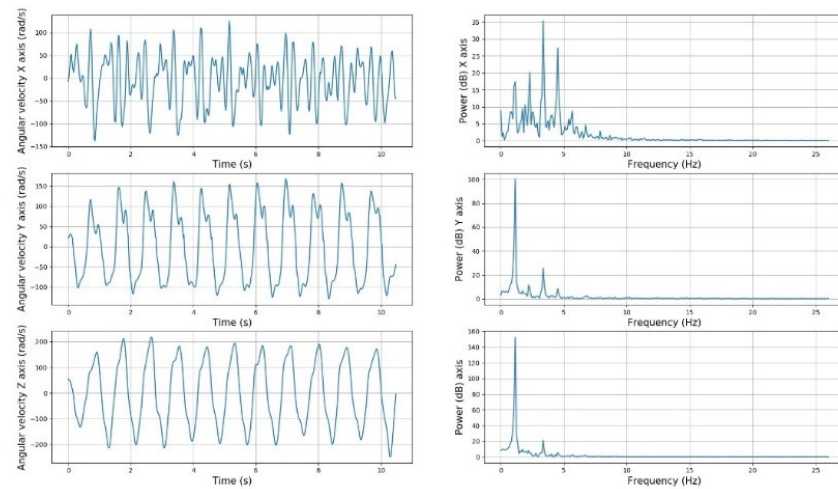 Angular velocity X axis (rad/s)
100
50
0
−50
−100
−150
0 2 4 6 8 10
Time (s)
Power (dB) X axis
35
30
25
20
15
10
5
0
0 5 10 15 20 25
Frequency (Hz)
Angular velocity Y axis (rad/s)
150
100
50
0
−50
−100
0 2 4 6 8 10
Time (s)
Power (dB) Y axis
100
80
60
40
20
0
0 5 10 15 20 25
Frequency (Hz)
Angular velocity Z axis (rad/s)
200
100
0
−100
−200
0 2 4 6 8 10
Time (s)
Power (dB) axis
160
140
120
100
80
60
40
20
0
0 5 10 15 20 25
Frequency (Hz)